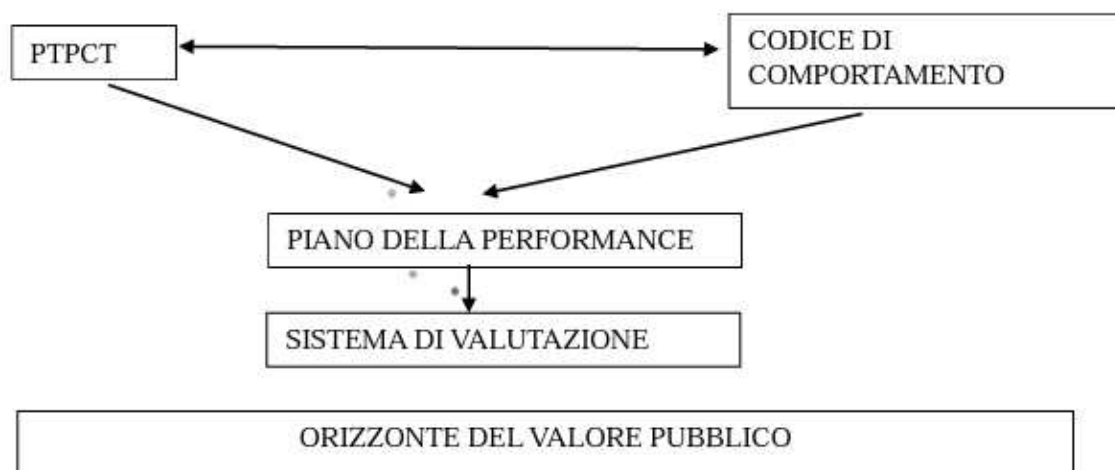 PTPCT
CODICE DI
COMPORTAMENTO
PIANO DELLA PERFORMANCE
SISTEMA DI VALUTAZIONE
ORIZZONTE DEL VALORE PUBBLICO